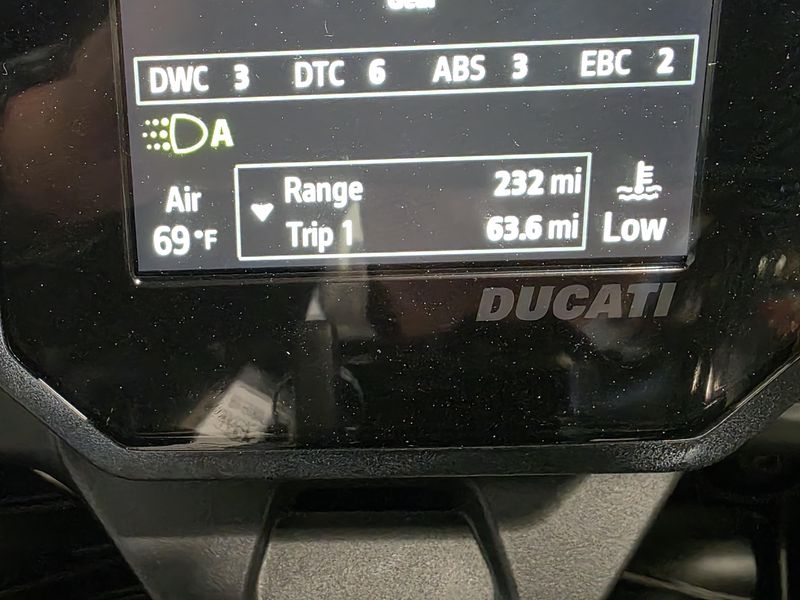 DWC 3 DTC 6 ABS 3 EBC 2
A
Air
69°F
Range 232 mi
Trip 1 63.6 mi
Low
DUCATI